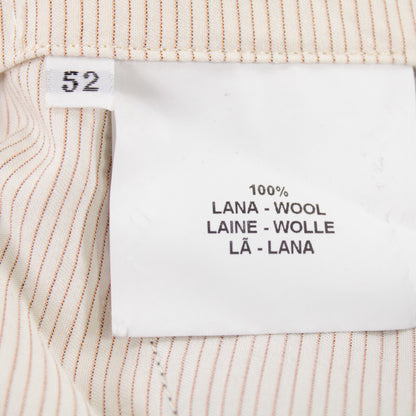 52
100%
LANA - WOOL
LAINE - WOLLE
LÃ - LANA